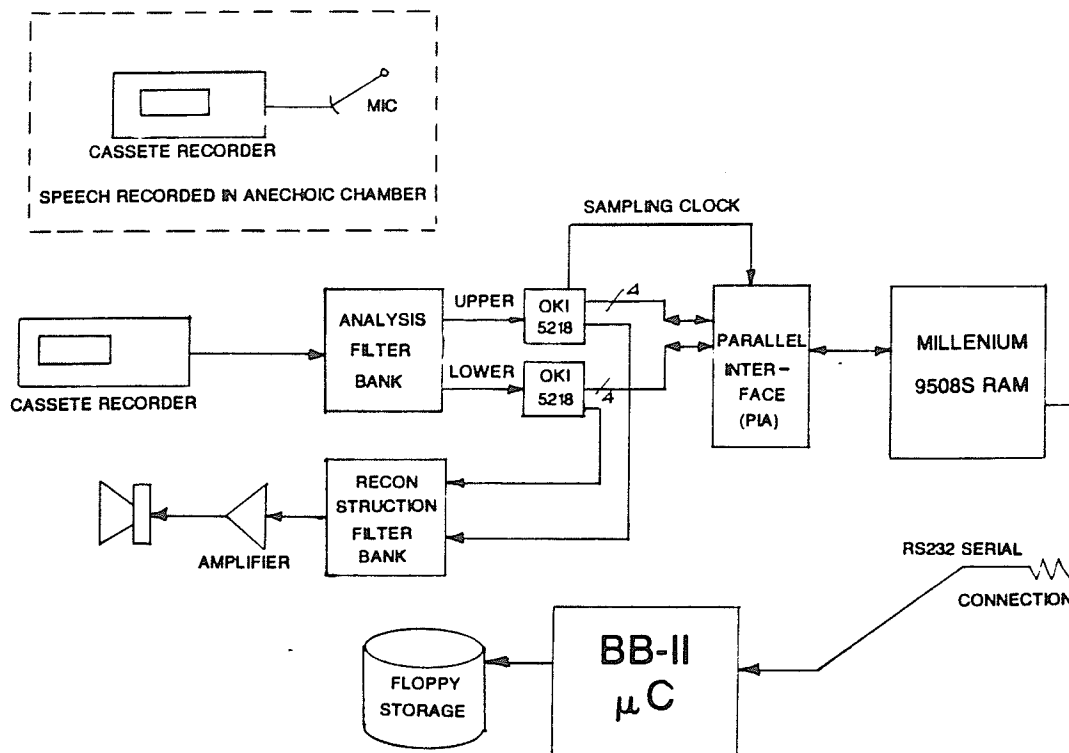 MIC
CASSETE RECORDER
SPEECH RECORDED IN ANECHOIC CHAMBER
SAMPLING CLOCK
CASSETE RECORDER
ANALYSIS
FILTER
BANK
UPPER
LOWER
OKI
5218
4
OKI
5218
4
PARALLEL
INTER-
FACE
(PIA)
MILLENIUM
9508S RAM
RECON
STRUCTION
FILTER
BANK
AMPLIFIER
RS232 SERIAL
CONNECTION
BB-II
μC
FLOPPY
STORAGE